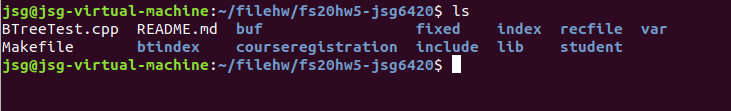 jsg@jsg-virtual-machine:~/filehw/fs20hw5-jsg6420$ ls
BTreeTest.cpp README.md buf fixed index recfile var
Makefile btindex courseregistration include lib student
jsg@jsg-virtual-machine:~/filehw/fs20hw5-jsg6420$